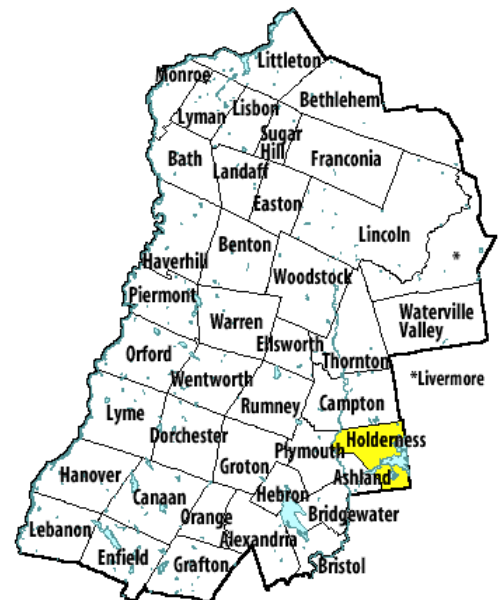 Littleton
Monroe
Bethlehem
Lisbon
Lyman
Sugar
Hill
Bath
Franconia
Landaff
Easton
Lincoln
Benton
*
Haverhill
Woodstock
Piermont
Waterville
Valley
Warren
Ellsworth
Orford
Thornton
*Livermore
Wentworth
Campton
Rumney
Lyme
Dorchester
Holderness
Plymouth
Groton
Hanover
Ashland
Canaan
Hebron
Orange
Bridgewater
Lebanon
Alexandria
Enfield
Grafton
Bristol